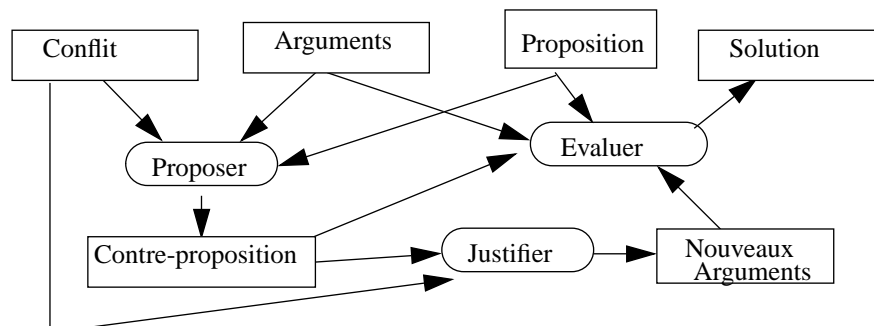 Conflit
Arguments
Proposition
Solution
Proposer
Evaluer
Contre-proposition
Justifier
Nouveaux
Arguments